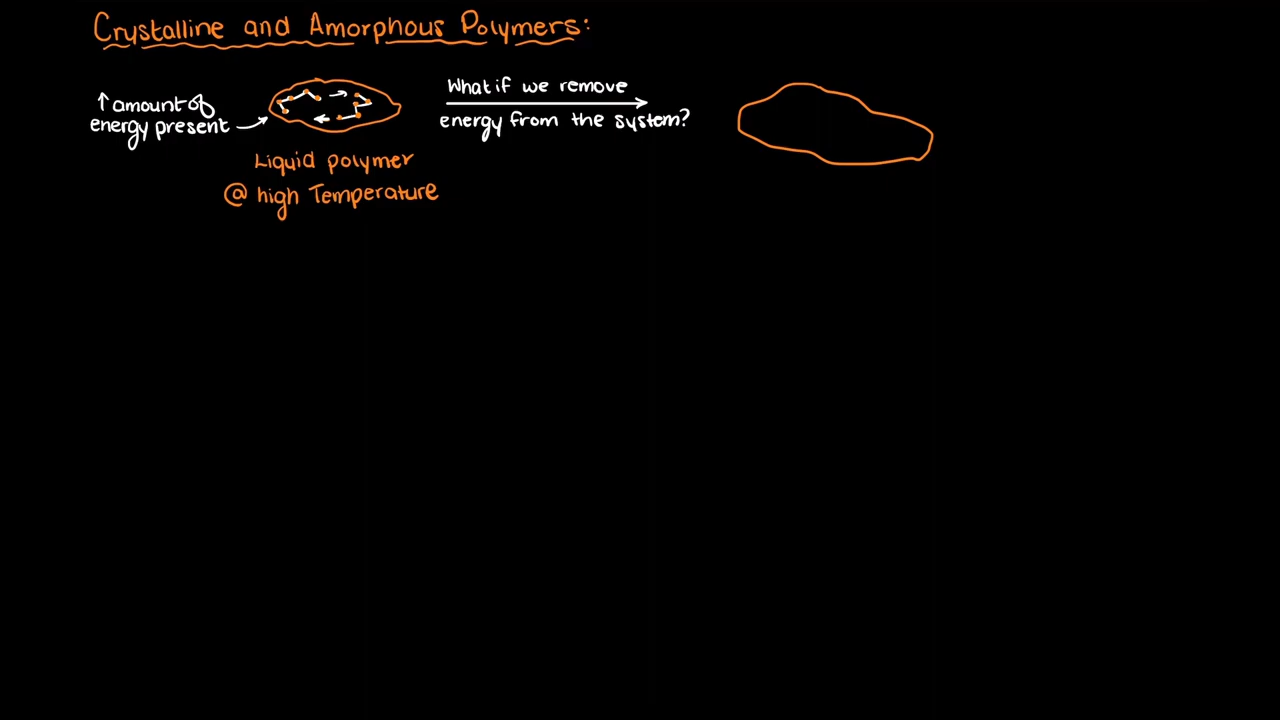 Crystalline and Amorphous Polymers:
↑ amount of
energy present
What if we remove
energy from the system?
Liquid polymer
@ high Temperature